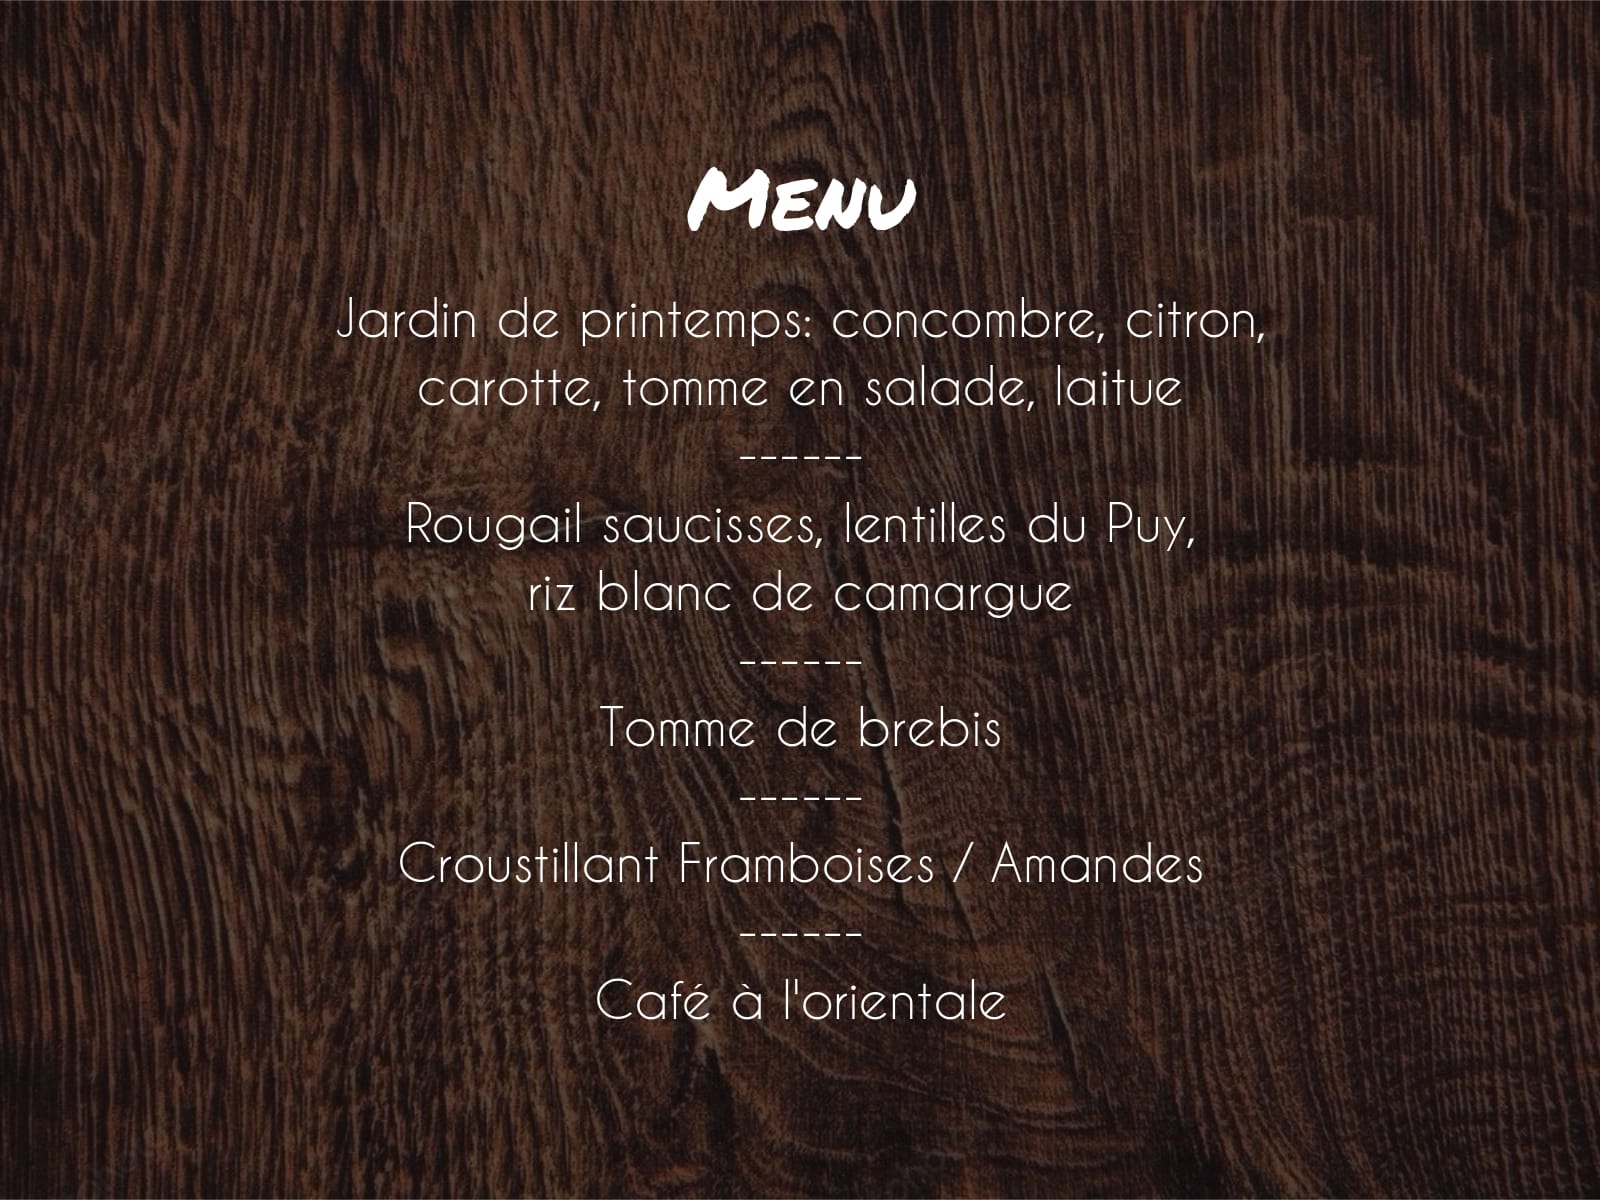 Menu
Jardin de printemps: concombre, citron,
carotte, tomme en salade, laitue
------
Rougail saucisses, lentilles du Puy,
riz blanc de camargue
------
Tomme de brebis
------
Croustillant Framboises / Amandes
------
Café à l'orientale